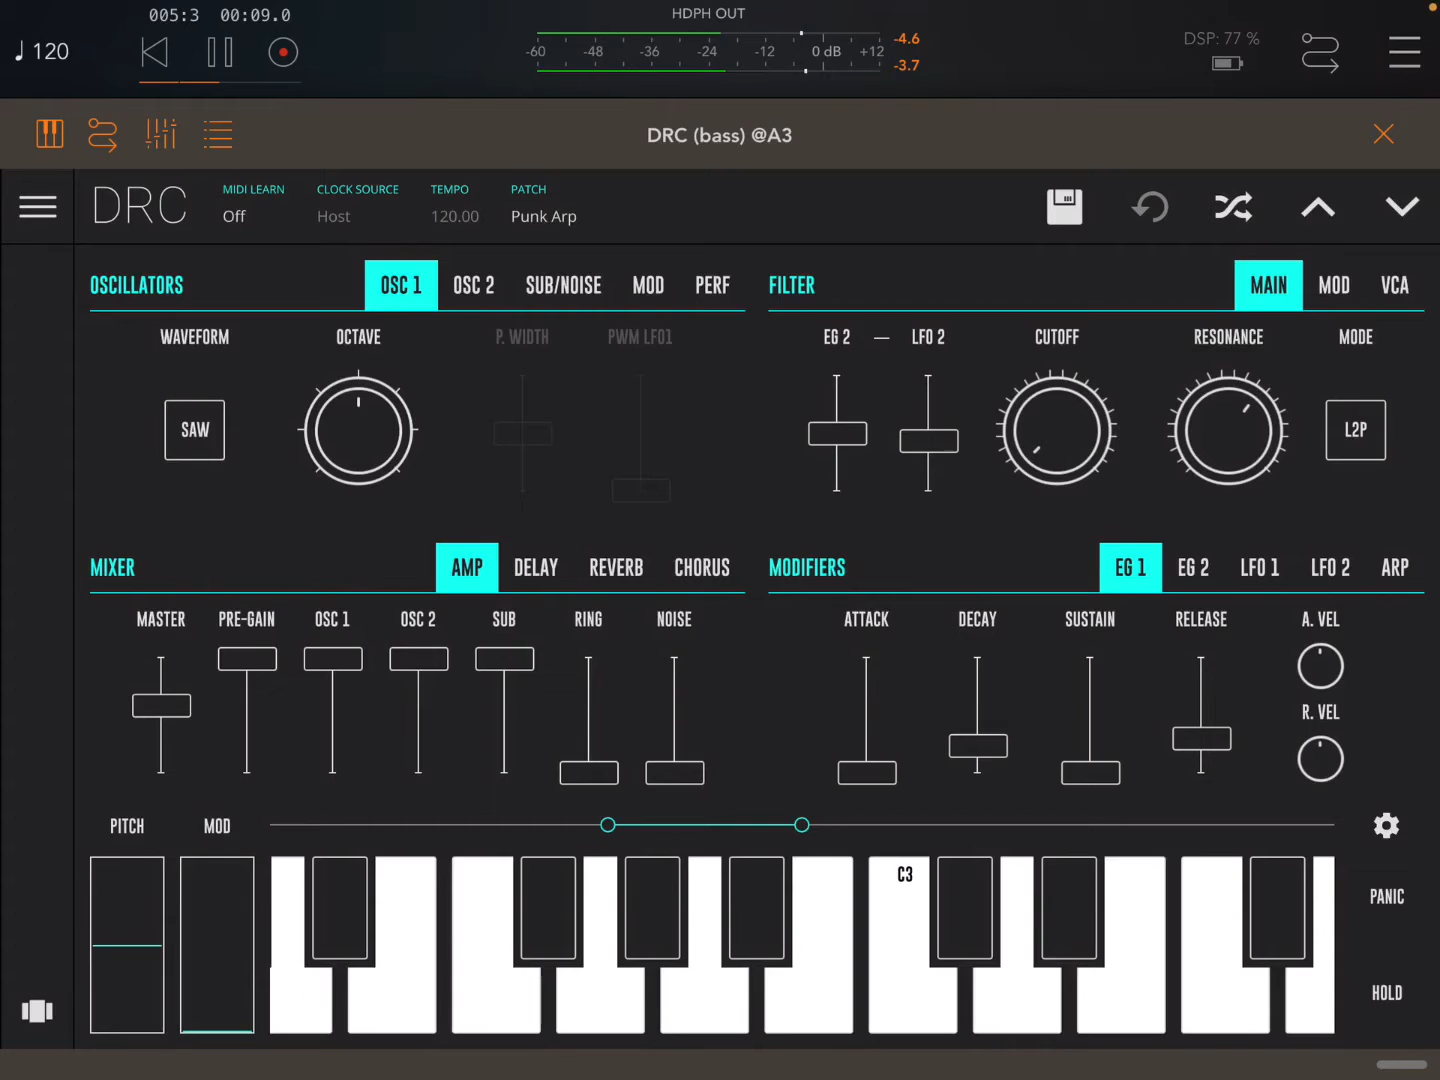 005:3 00:09.0
HDPH OUT
♩ 120
-60 -48 -36 -24 -12 0 dB +12
-4.6
-3.7
DSP: 77 %
DRC (bass) @A3
DRC
MIDI LEARN CLOCK SOURCE TEMPO PATCH
Off Host 120.00 Punk Arp
OSCILLATORS OSC 1 OSC 2 SUB/NOISE MOD PERF
WAVEFORM OCTAVE P. WIDTH PWM LFO1
SAW
FILTER MAIN MOD VCA
EG 2 — LFO 2 CUTOFF RESONANCE MODE
L2P
MIXER AMP DELAY REVERB CHORUS
MASTER PRE-GAIN OSC 1 OSC 2 SUB RING NOISE
MODIFIERS EG 1 EG 2 LFO 1 LFO 2 ARP
ATTACK DECAY SUSTAIN RELEASE A. VEL
R. VEL
PITCH MOD
C3
PANIC
HOLD